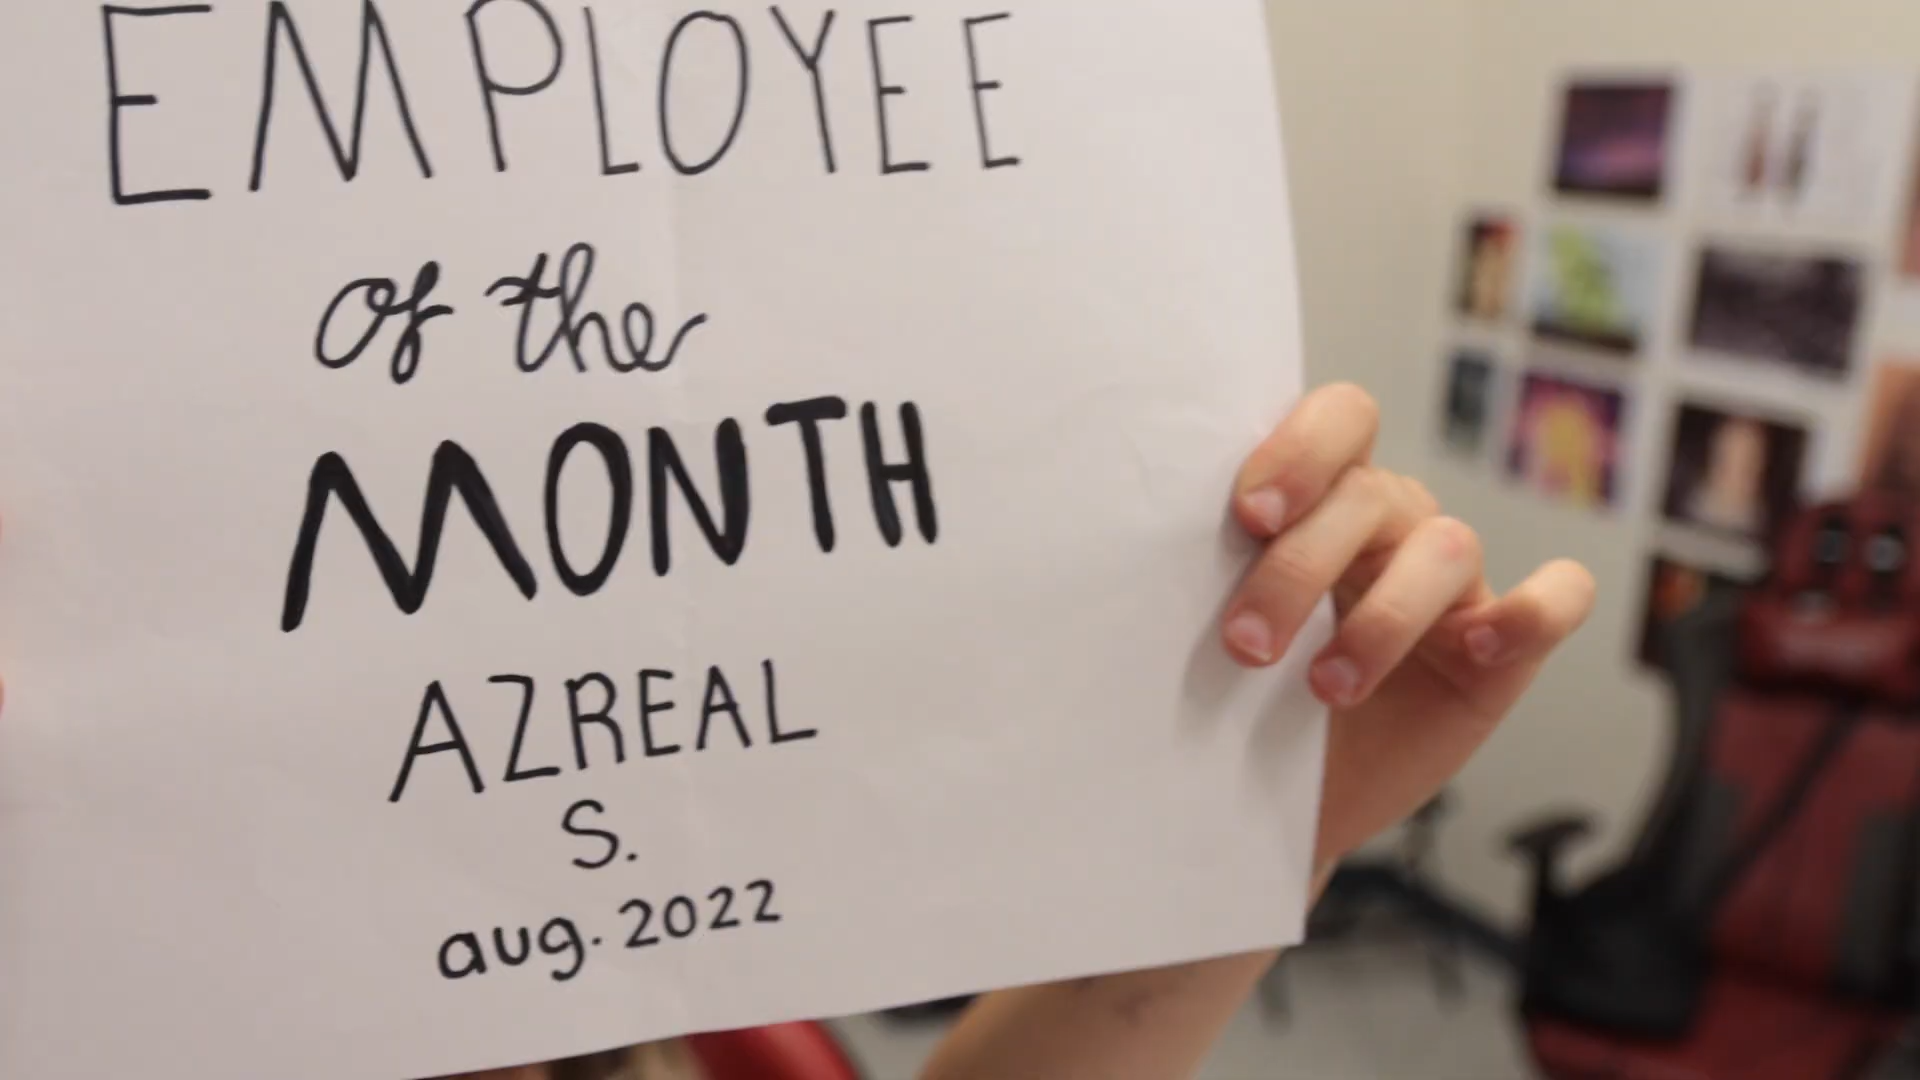 EMPLOYEE
of the
MONTH
AZREAL
S.
aug. 2022